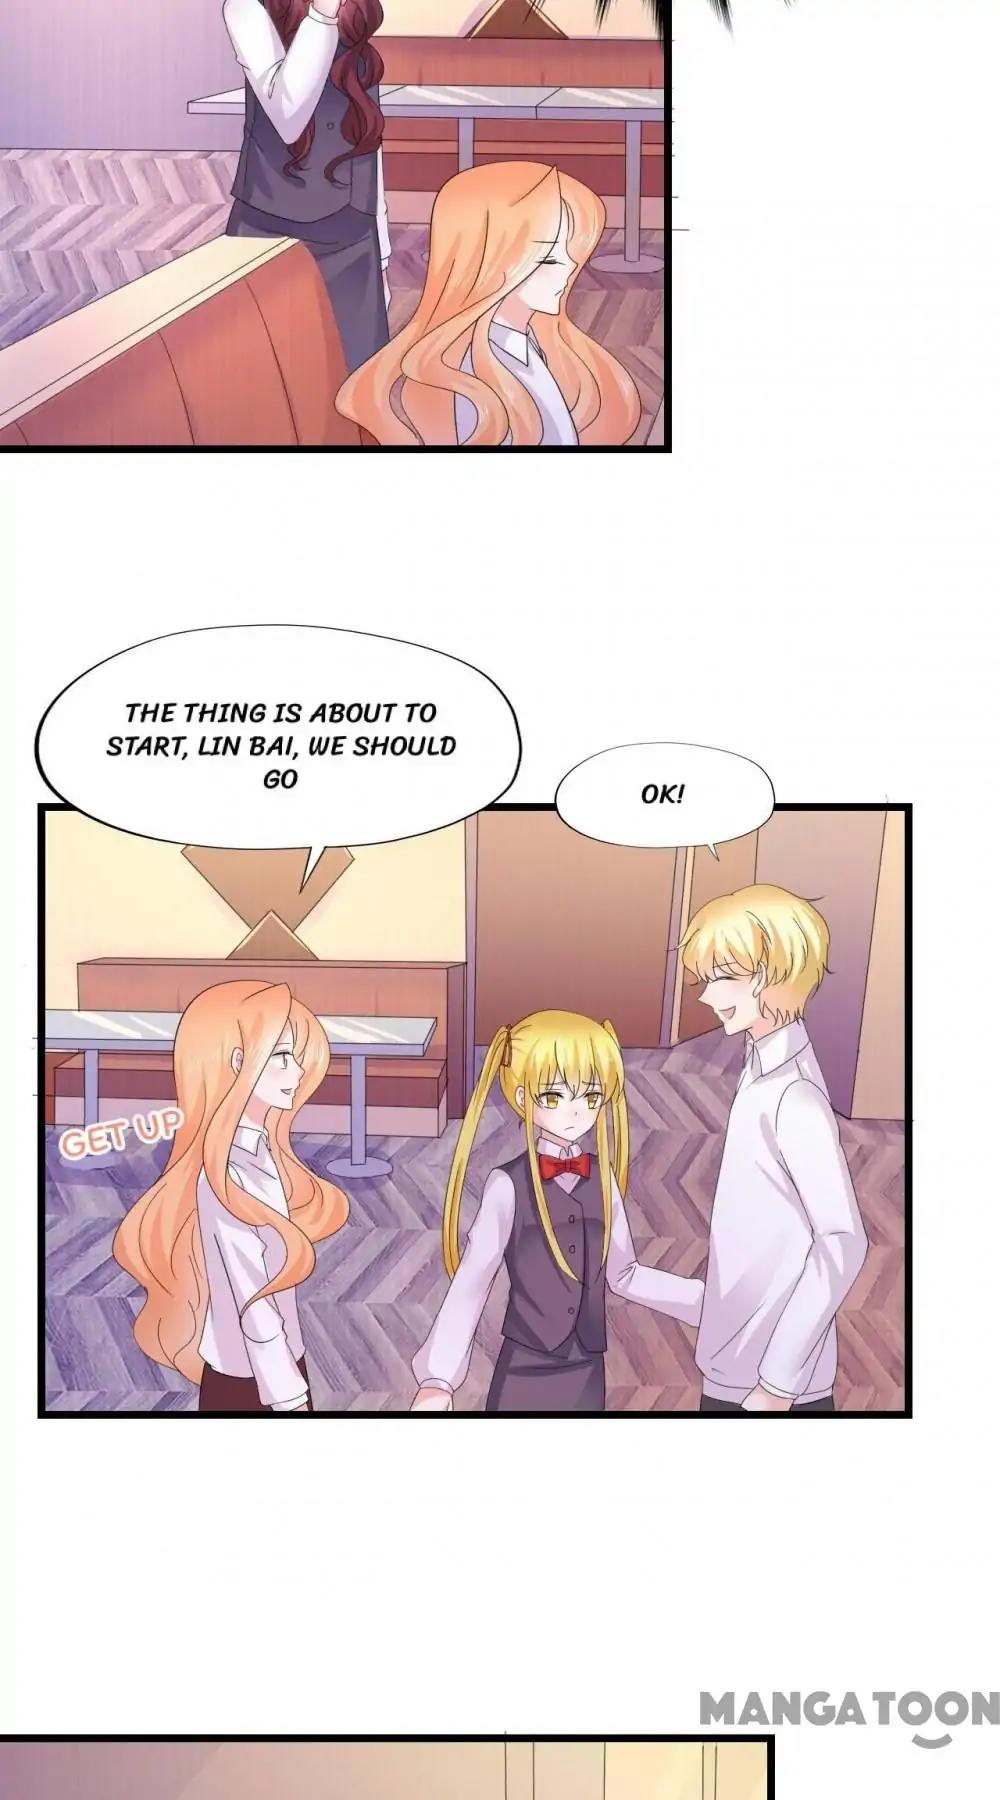 THE THING IS ABOUT TO
START, LIN BAI, WE SHOULD
GO
OK!
GET UP
MANGATOON